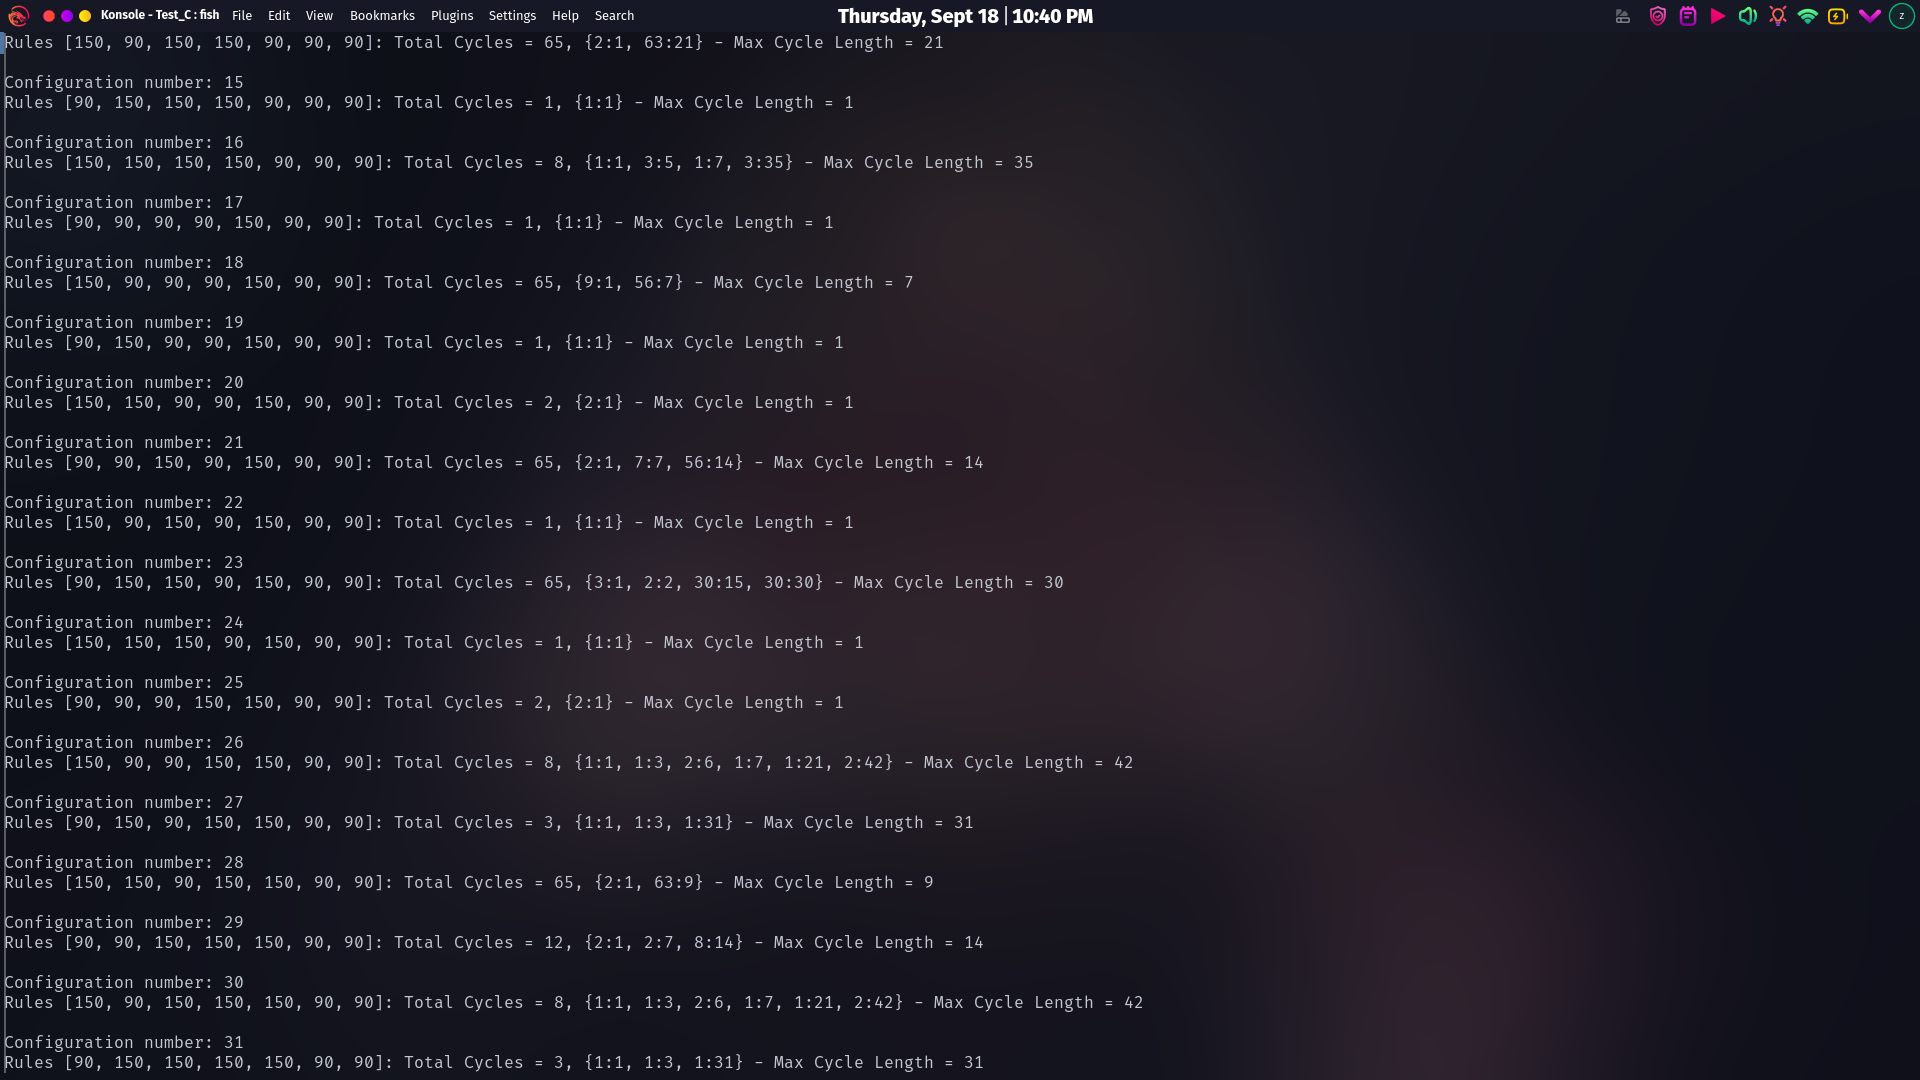 Konsole - Test_C : fish File Edit View Bookmarks Plugins Settings Help Search Thursday, Sept 18 | 10:40 PM z
Rules [150, 90, 150, 150, 90, 90, 90]: Total Cycles = 65, {2:1, 63:21} - Max Cycle Length = 21
Configuration number: 15
Rules [90, 150, 150, 150, 90, 90, 90]: Total Cycles = 1, {1:1} - Max Cycle Length = 1
Configuration number: 16
Rules [150, 150, 150, 150, 90, 90, 90]: Total Cycles = 8, {1:1, 3:5, 1:7, 3:35} - Max Cycle Length = 35
Configuration number: 17
Rules [90, 90, 90, 90, 150, 90, 90]: Total Cycles = 1, {1:1} - Max Cycle Length = 1
Configuration number: 18
Rules [150, 90, 90, 90, 150, 90, 90]: Total Cycles = 65, {9:1, 56:7} - Max Cycle Length = 7
Configuration number: 19
Rules [90, 150, 90, 90, 150, 90, 90]: Total Cycles = 1, {1:1} - Max Cycle Length = 1
Configuration number: 20
Rules [150, 150, 90, 90, 150, 90, 90]: Total Cycles = 2, {2:1} - Max Cycle Length = 1
Configuration number: 21
Rules [90, 90, 150, 90, 150, 90, 90]: Total Cycles = 65, {2:1, 7:7, 56:14} - Max Cycle Length = 14
Configuration number: 22
Rules [150, 90, 150, 90, 150, 90, 90]: Total Cycles = 1, {1:1} - Max Cycle Length = 1
Configuration number: 23
Rules [90, 150, 150, 90, 150, 90, 90]: Total Cycles = 65, {3:1, 2:2, 30:15, 30:30} - Max Cycle Length = 30
Configuration number: 24
Rules [150, 150, 150, 90, 150, 90, 90]: Total Cycles = 1, {1:1} - Max Cycle Length = 1
Configuration number: 25
Rules [90, 90, 90, 150, 150, 90, 90]: Total Cycles = 2, {2:1} - Max Cycle Length = 1
Configuration number: 26
Rules [150, 90, 90, 150, 150, 90, 90]: Total Cycles = 8, {1:1, 1:3, 2:6, 1:7, 1:21, 2:42} - Max Cycle Length = 42
Configuration number: 27
Rules [90, 150, 90, 150, 150, 90, 90]: Total Cycles = 3, {1:1, 1:3, 1:31} - Max Cycle Length = 31
Configuration number: 28
Rules [150, 150, 90, 150, 150, 90, 90]: Total Cycles = 65, {2:1, 63:9} - Max Cycle Length = 9
Configuration number: 29
Rules [90, 90, 150, 150, 150, 90, 90]: Total Cycles = 12, {2:1, 2:7, 8:14} - Max Cycle Length = 14
Configuration number: 30
Rules [150, 90, 150, 150, 150, 90, 90]: Total Cycles = 8, {1:1, 1:3, 2:6, 1:7, 1:21, 2:42} - Max Cycle Length = 42
Configuration number: 31
Rules [90, 150, 150, 150, 150, 90, 90]: Total Cycles = 3, {1:1, 1:3, 1:31} - Max Cycle Length = 31